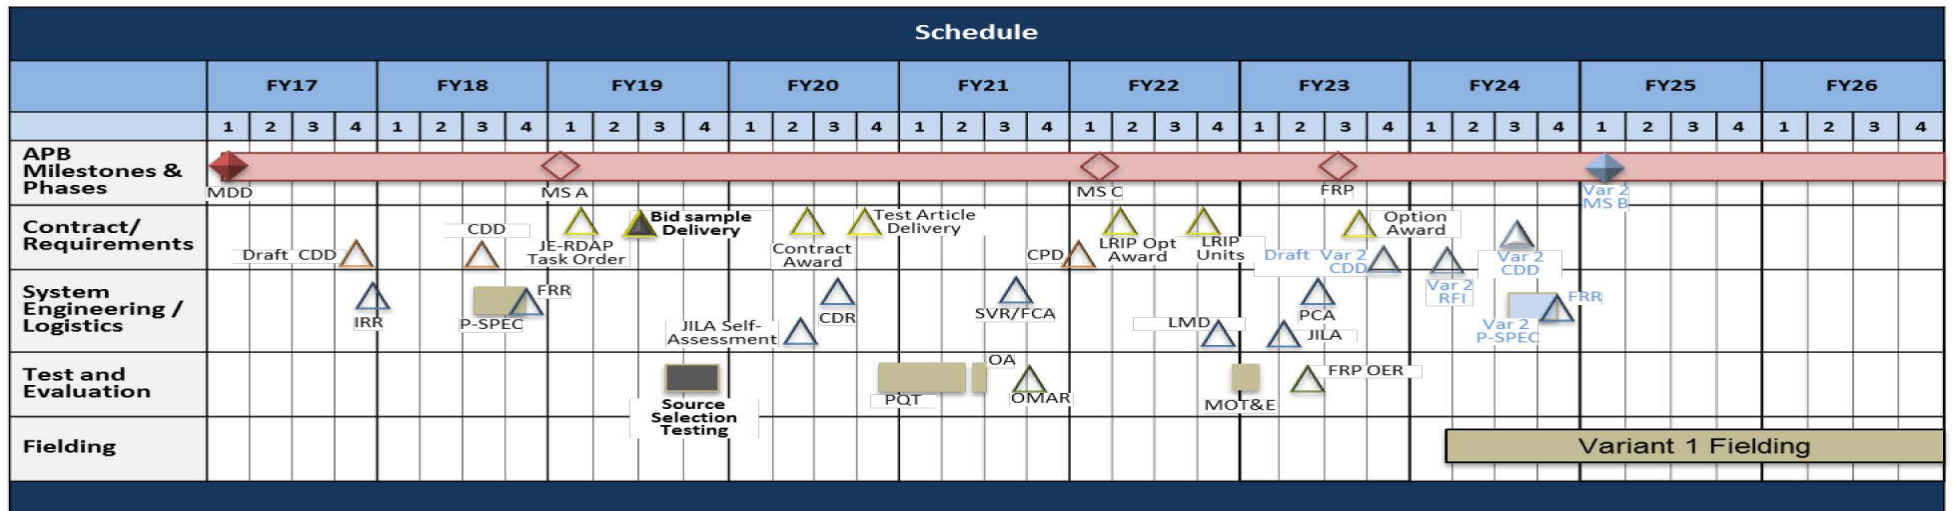 Schedule
FY17 FY18 FY19 FY20 FY21 FY22 FY23 FY24 FY25 FY26
1 2 3 4 1 2 3 4 1 2 3 4 1 2 3 4 1 2 3 4 1 2 3 4 1 2 3 4 1 2 3 4 1 2 3 4 1 2 3 4
APB
Milestones &
Phases
MDD
MS A
MS C
FRP
Var 2
MS B
Contract/
Requirements
Draft CDD
CDD
JE-RDAP
Task Order
Bid sample
Delivery
Contract
Award
Test Article
Delivery
CPD
LRIP Opt
Award
LRIP
Units
Option
Award
Draft Var 2
CDD
Var 2
RFI
Var 2
CDD
System
Engineering /
Logistics
IRR
P-SPEC
FRR
JILA Self-
Assessment
CDR
SVR/FCA
LMD
PCA
JILA
Var 2
P-SPEC
FRR
Test and
Evaluation
Source
Selection
Testing
PQT
OA
OMAR
MOT&E
FRP OER
Fielding
Variant 1 Fielding